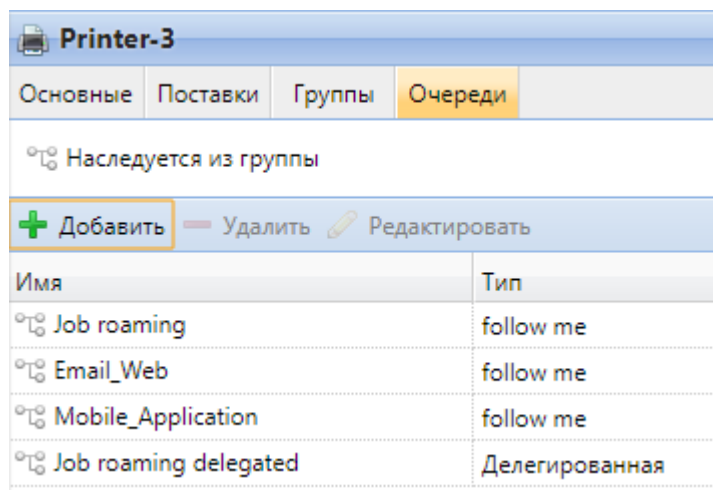 Printer-3
Основные Поставки Группы Очереди
Наследуется из группы
Добавить Удалить Редактировать
Имя Тип
Job roaming follow me
Email_Web follow me
Mobile_Application follow me
Job roaming delegated Делегированная